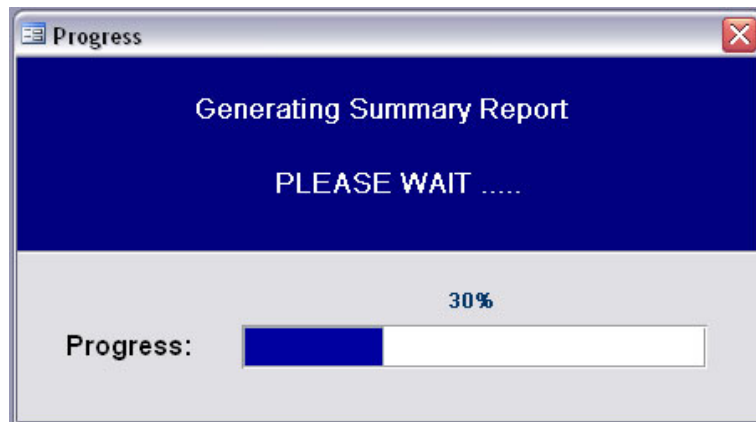 Progress
Generating Summary Report
PLEASE WAIT .....
30%
Progress: